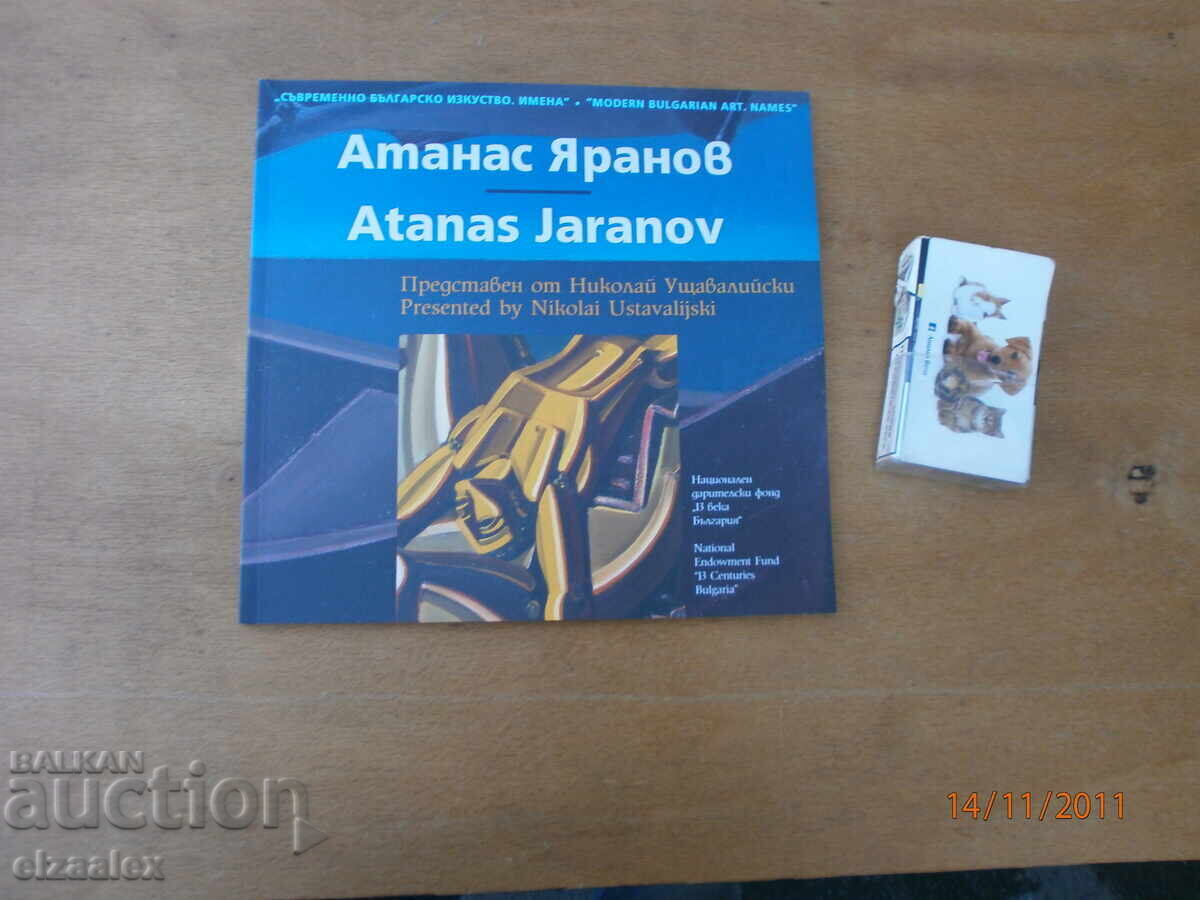 „СЪВРЕМЕННО БЪЛГАРСКО ИЗКУСТВО. ИМЕНА“ • “MODERN BULGARIAN ART. NAMES”
Атанас Яранов
Atanas Jaranov
Представен от Николай Ущавалийски
Presented by Nikolai Ustavalijski
Национален
дарителски фонд
„13 века
България“
National
Endowment Fund
"13 Centuries
Bulgaria"
BALKAN
auction
elzaalex
14/11/2011